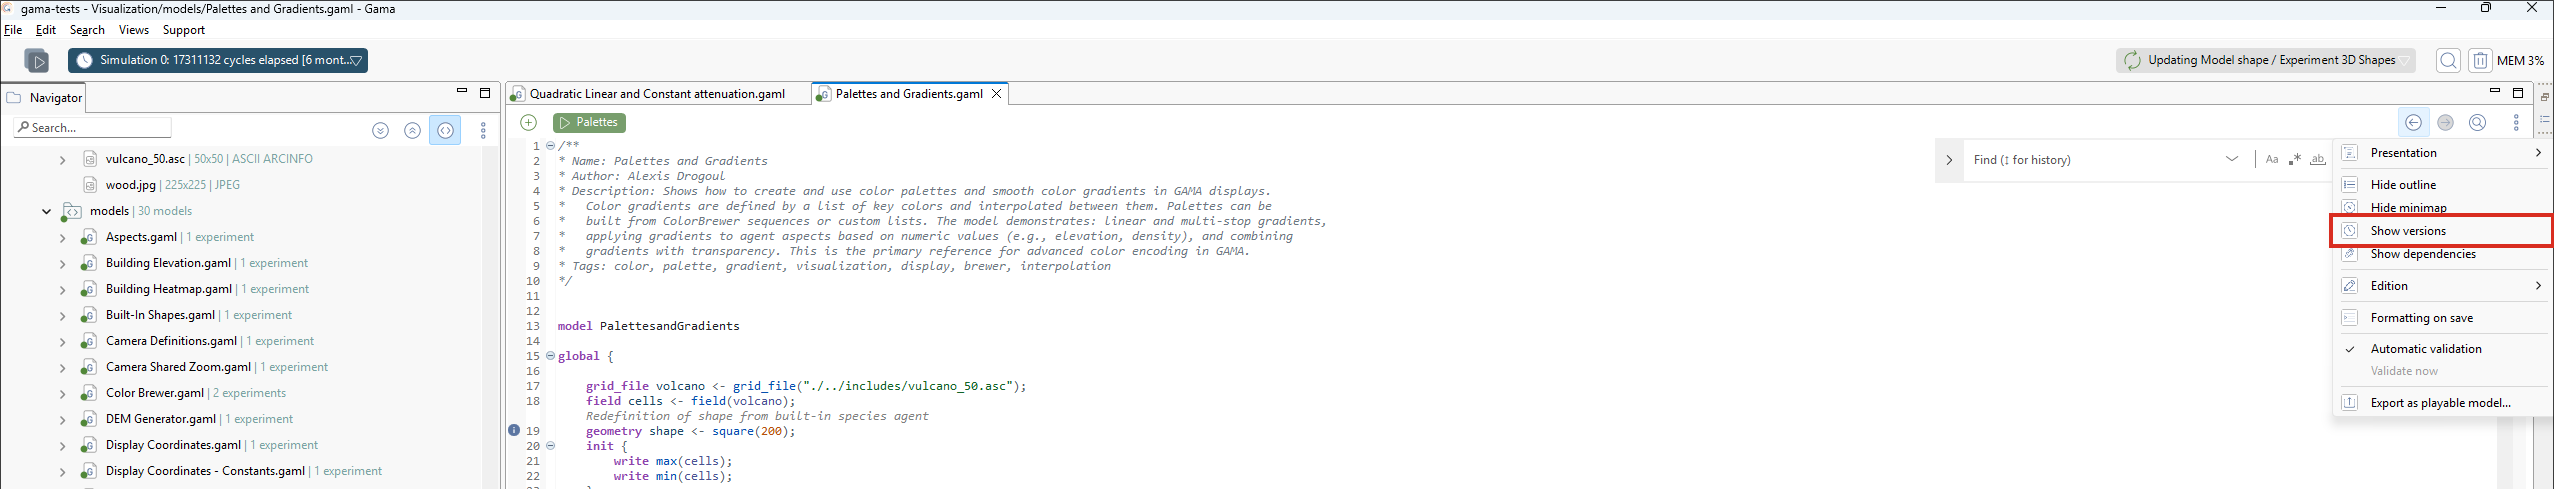 gama-tests - Visualization/models/Palettes and Gradients.gaml - Gama
File Edit Search Views Support
Simulation 0: 17311132 cycles elapsed [6 mont...
Updating Model shape / Experiment 3D Shapes
MEM 3%
Navigator
Search...
vulcano_50.asc | 50x50 | ASCII ARCINFO
wood.jpg | 225x225 | JPEG
models | 30 models
Aspects.gaml | 1 experiment
Building Elevation.gaml | 1 experiment
Building Heatmap.gaml | 1 experiment
Built-In Shapes.gaml | 1 experiment
Camera Definitions.gaml | 1 experiment
Camera Shared Zoom.gaml | 1 experiment
Color Brewer.gaml | 2 experiments
DEM Generator.gaml | 1 experiment
Display Coordinates.gaml | 1 experiment
Display Coordinates - Constants.gaml | 1 experiment
Quadratic Linear and Constant attenuation.gaml
Palettes and Gradients.gaml
Palettes
1 /**
2 * Name: Palettes and Gradients
3 * Author: Alexis Drogoul
4 * Description: Shows how to create and use color palettes and smooth color gradients in GAMA displays.
5 *   Color gradients are defined by a list of key colors and interpolated between them. Palettes can be
6 *   built from ColorBrewer sequences or custom lists. The model demonstrates: linear and multi-stop gradients,
7 *   applying gradients to agent aspects based on numeric values (e.g., elevation, density), and combining
8 *   gradients with transparency. This is the primary reference for advanced color encoding in GAMA.
9 * Tags: color, palette, gradient, visualization, display, brewer, interpolation
10 */
11
12
13 model PalettesandGradients
14
15 global {
16
17 grid_file volcano <- grid_file("./../includes/vulcano_50.asc");
18 field cells <- field(volcano);
Redefinition of shape from built-in species agent
19 geometry shape <- square(200);
20 init {
21 write max(cells);
22 write min(cells);
Find (↕ for history)
Aa .* ab
Presentation
Hide outline
Hide minimap
Show versions
Show dependencies
Edition
Formatting on save
Automatic validation
Validate now
Export as playable model...